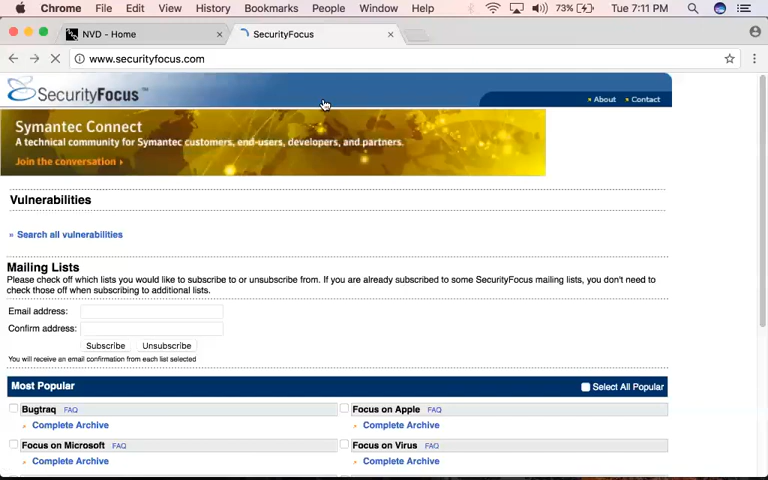 Chrome File Edit View History Bookmarks People Window Help 73% Tue 7:11 PM
NVD - Home SecurityFocus
www.securityfocus.com
SecurityFocus™
About Contact
Symantec Connect
A technical community for Symantec customers, end-users, developers, and partners.
Join the conversation
Vulnerabilities
» Search all vulnerabilities
Mailing Lists
Please check off which lists you would like to subscribe to or unsubscribe from. If you are already subscribed to some SecurityFocus mailing lists, you don't need to
check those off when subscribing to additional lists.
Email address:
Confirm address:
Subscribe Unsubscribe
You will receive an email confirmation from each list selected
Most Popular Select All Popular
Bugtraq FAQ Focus on Apple FAQ
Complete Archive Complete Archive
Focus on Microsoft FAQ Focus on Virus FAQ
Complete Archive Complete Archive